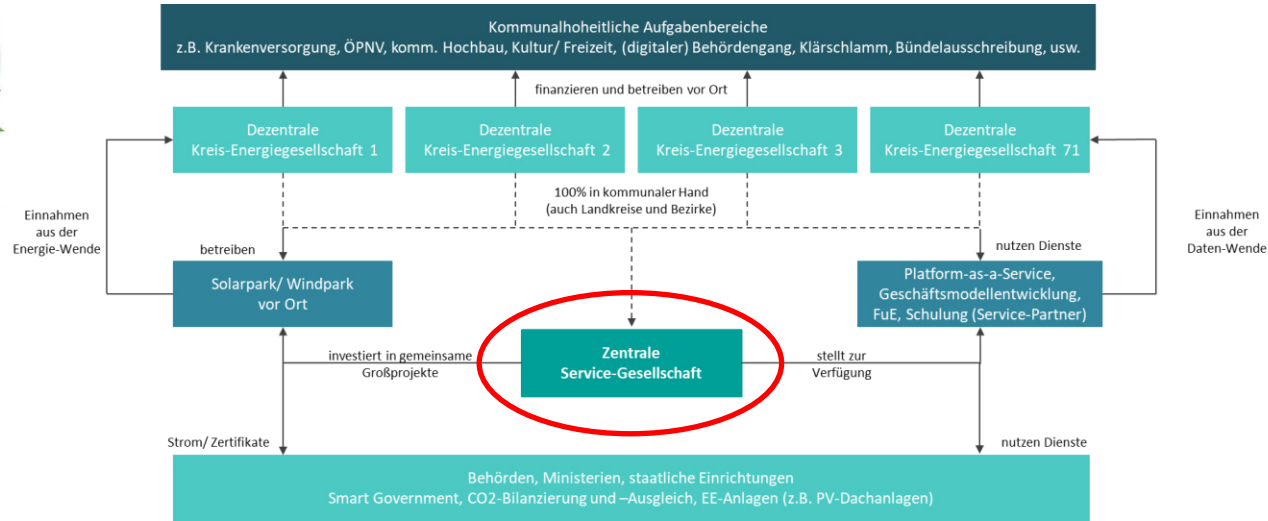 Kommunalhoheitliche Aufgabenbereiche
z.B. Krankenversorgung, ÖPNV, komm. Hochbau, Kultur/ Freizeit, (digitaler) Behördengang, Klärschlamm, Bündelausschreibung, usw.
finanzieren und betreiben vor Ort
Dezentrale
Kreis-Energiegesellschaft 1
Dezentrale
Kreis-Energiegesellschaft 2
Dezentrale
Kreis-Energiegesellschaft 3
Dezentrale
Kreis-Energiegesellschaft 71
100% in kommunaler Hand
(auch Landkreise und Bezirke)
Einnahmen
aus der
Energie-Wende
Einnahmen
aus der
Daten-Wende
betreiben
nutzen Dienste
Solarpark/ Windpark
vor Ort
Platform-as-a-Service,
Geschäftsmodellentwicklung,
FuE, Schulung (Service-Partner)
investiert in gemeinsame
Großprojekte
Zentrale
Service-Gesellschaft
stellt zur
Verfügung
Strom/ Zertifikate
nutzen Dienste
Behörden, Ministerien, staatliche Einrichtungen
Smart Government, CO2-Bilanzierung und –Ausgleich, EE-Anlagen (z.B. PV-Dachanlagen)